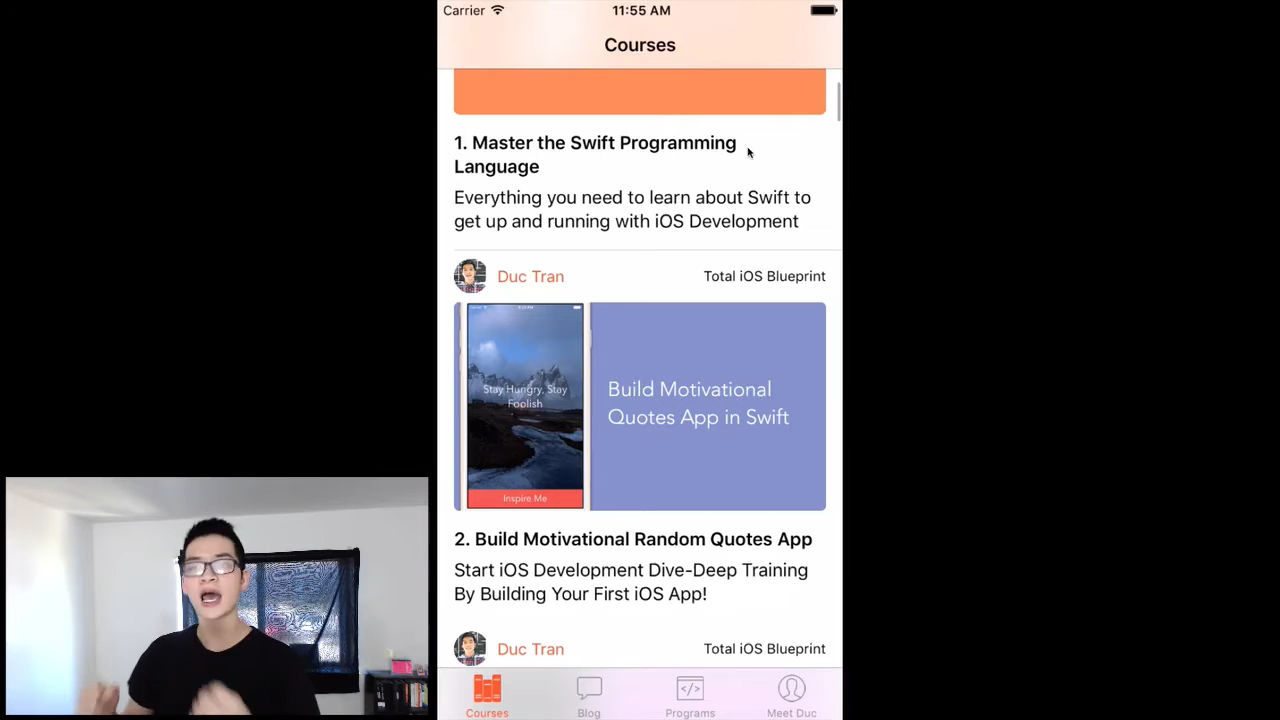 Carrier
11:55 AM
Courses
1. Master the Swift Programming
Language
Everything you need to learn about Swift to
get up and running with iOS Development
Duc Tran
Total iOS Blueprint
Stay Hungry, Stay
Foolish
Inspire Me
Build Motivational
Quotes App in Swift
2. Build Motivational Random Quotes App
Start iOS Development Dive-Deep Training
By Building Your First iOS App!
Duc Tran
Total iOS Blueprint
Courses
Blog
Programs
Meet Duc